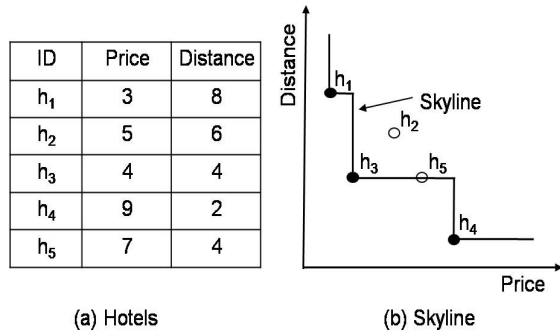 ID Price Distance
h1 3 8
h2 5 6
h3 4 4
h4 9 2
h5 7 4
(a) Hotels
Distance
h1
Skyline
h2
h3
h5
h4
Price
(b) Skyline